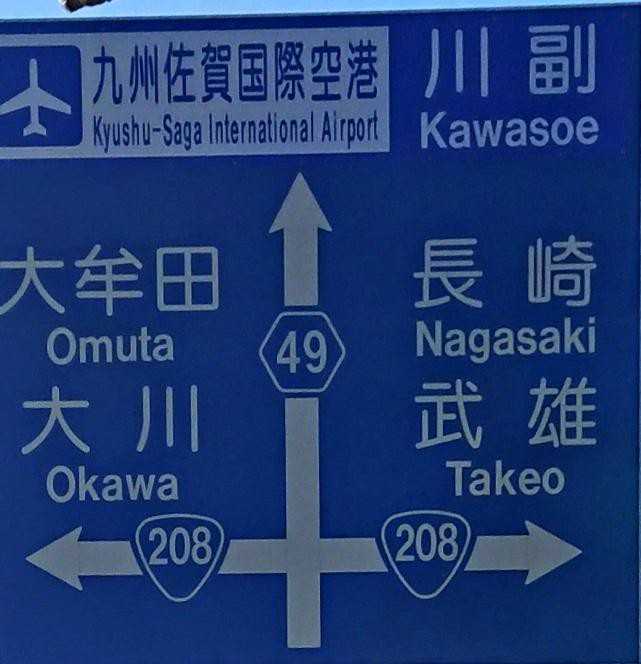 九州佐賀国際空港
Kyushu-Saga International Airport
川副
Kawasoe
大牟田
Omuta
大川
Okawa
49
長崎
Nagasaki
武雄
Takeo
208
208